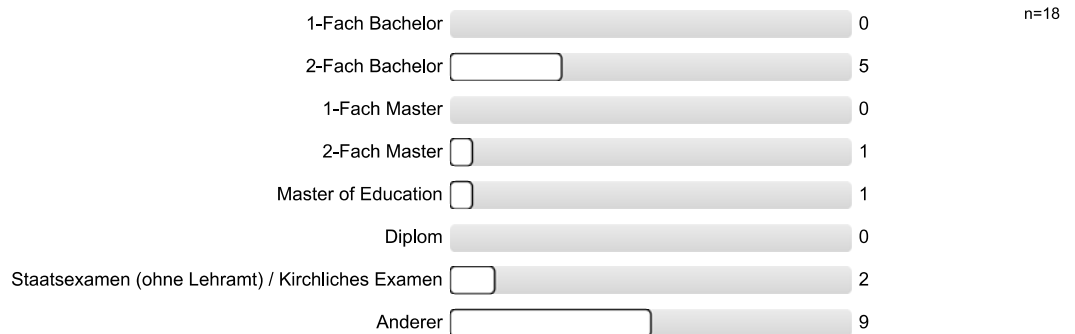 1-Fach Bachelor 0 n=18
2-Fach Bachelor 5
1-Fach Master 0
2-Fach Master 1
Master of Education 1
Diplom 0
Staatsexamen (ohne Lehramt) / Kirchliches Examen 2
Anderer 9